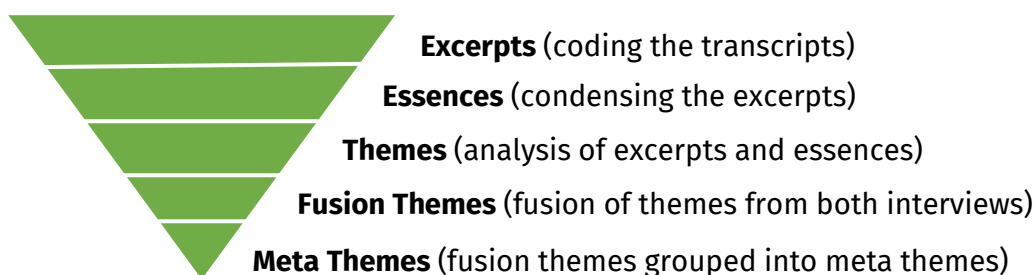 Excerpts (coding the transcripts)
Essences (condensing the excerpts)
Themes (analysis of excerpts and essences)
Fusion Themes (fusion of themes from both interviews)
Meta Themes (fusion themes grouped into meta themes)